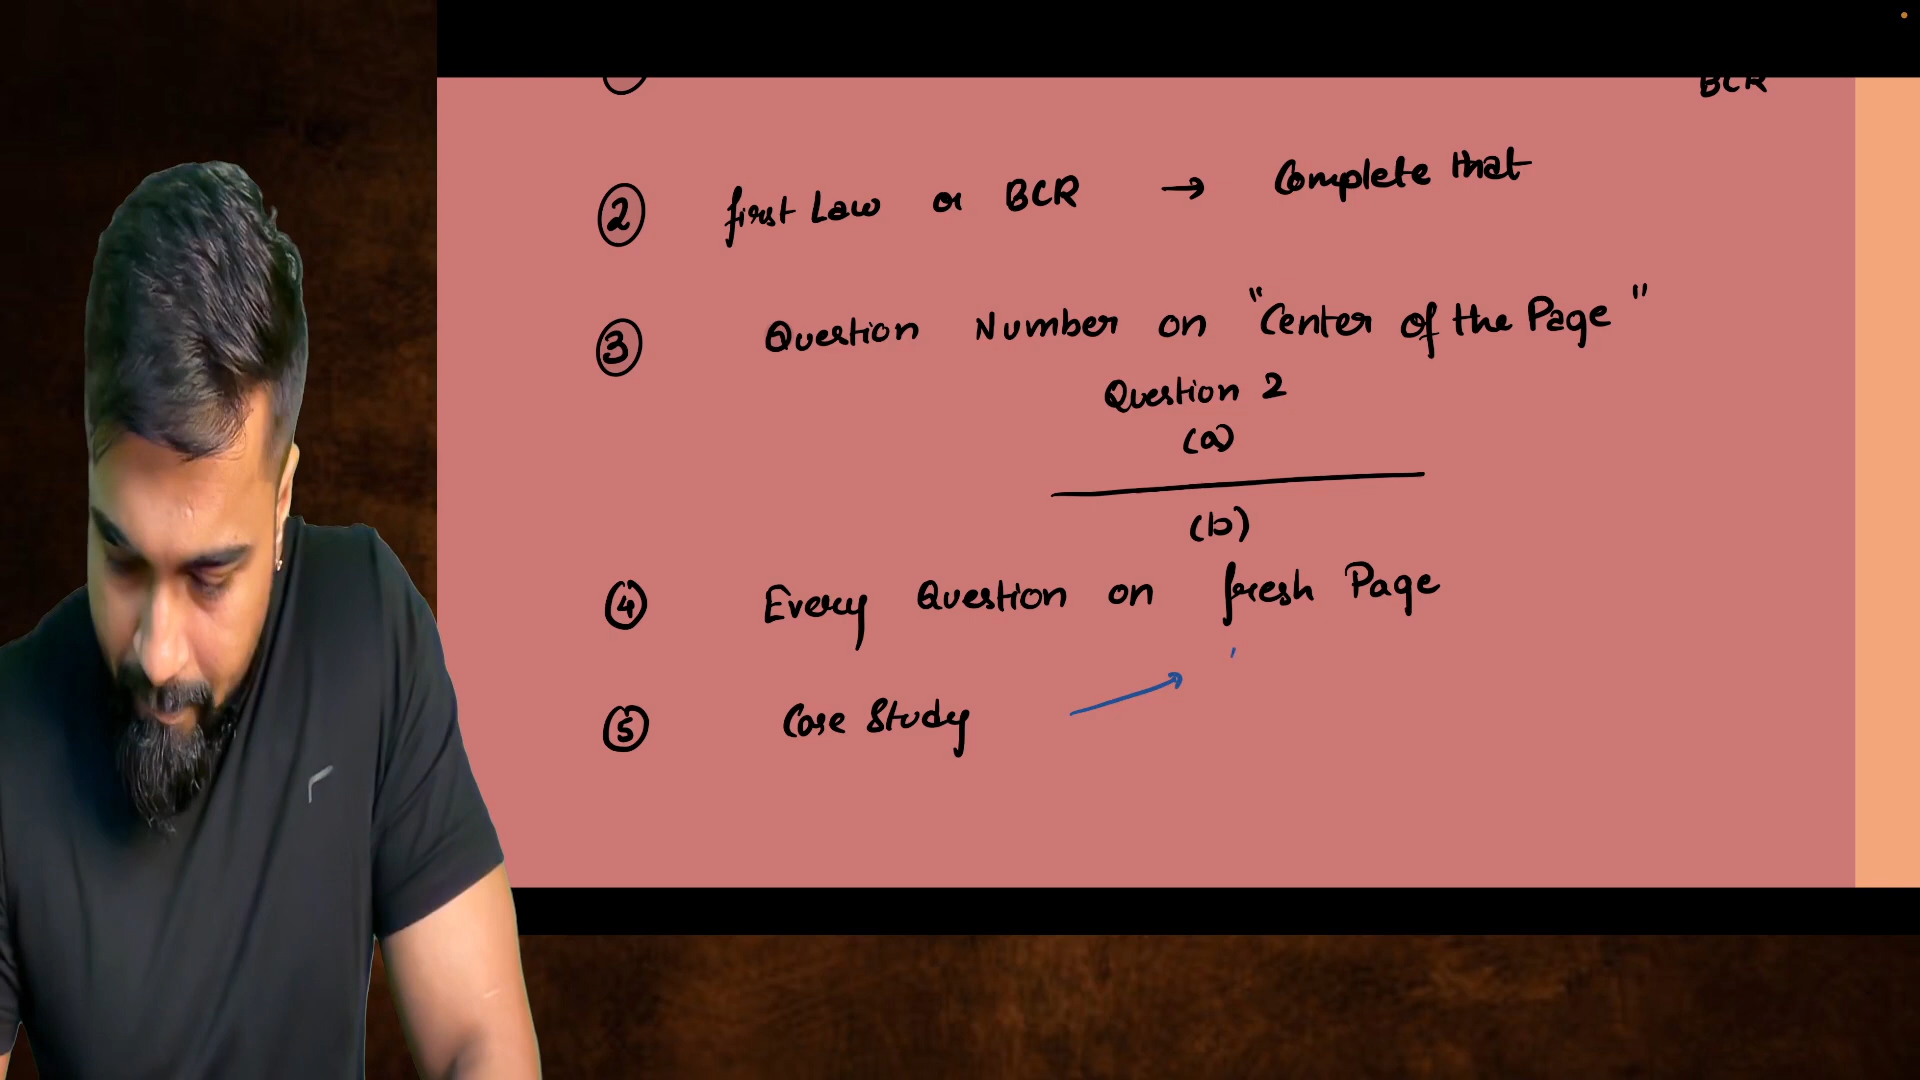 BCR
② first Law or BCR → Complete that
③ Question Number on "Center of the Page"
Question 2
(a)
(b)
④ Every Question on fresh Page
⑤ Case Study →